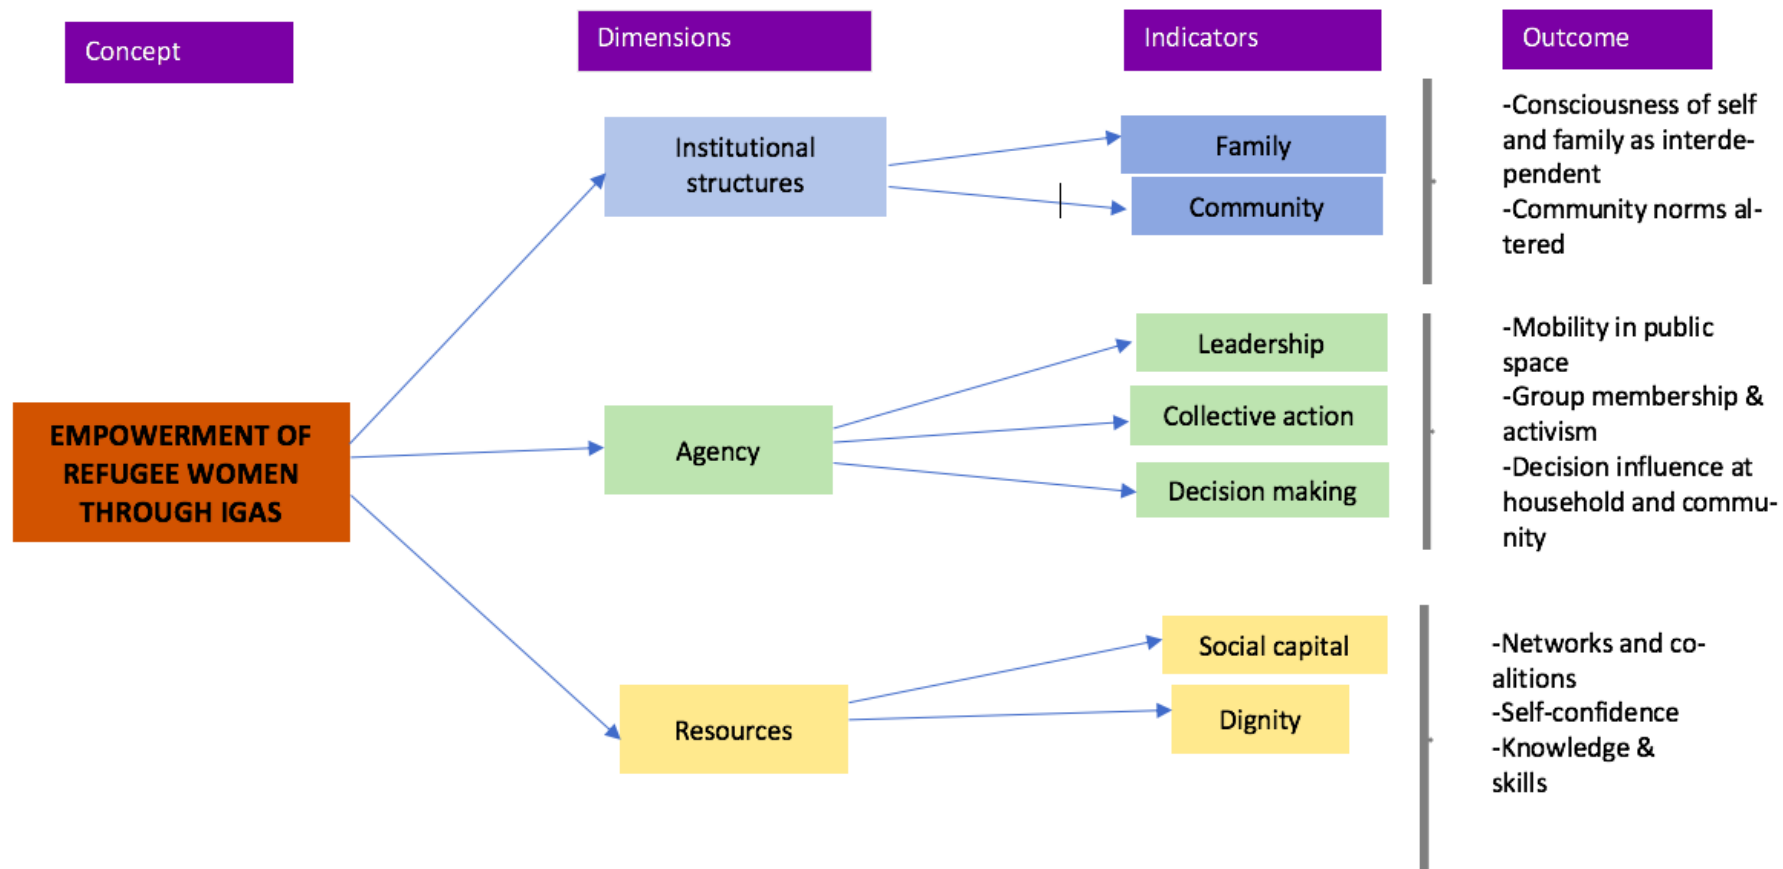 Concept
Dimensions
Indicators
Outcome
EMPOWERMENT OF
REFUGEE WOMEN
THROUGH IGAS
Institutional
structures
Family
Community
-Consciousness of self
and family as interde-
pendent
-Community norms al-
tered
Agency
Leadership
Collective action
Decision making
-Mobility in public
space
-Group membership &
activism
-Decision influence at
household and commu-
nity
Resources
Social capital
Dignity
-Networks and co-
alitions
-Self-confidence
-Knowledge &
skills